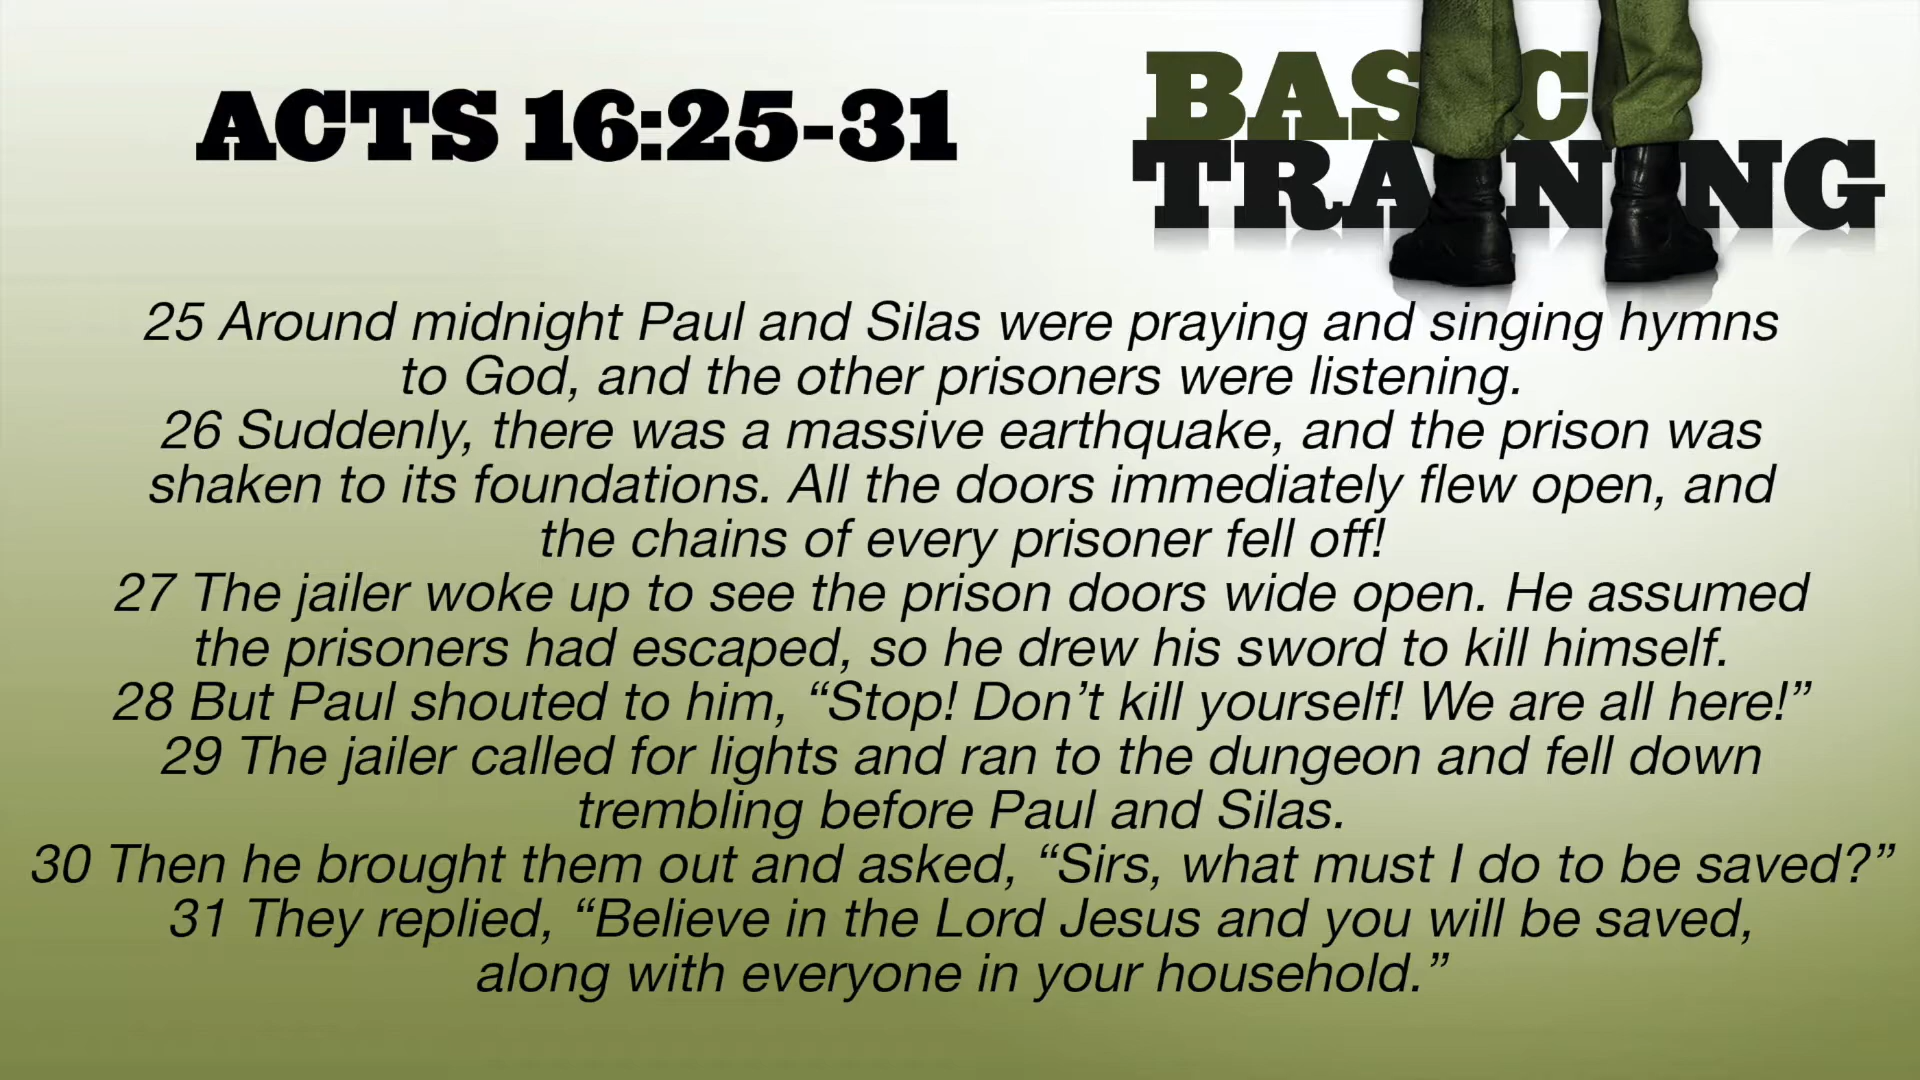 ACTS 16:25-31
BASIC
TRAINING
25 Around midnight Paul and Silas were praying and singing hymns
to God, and the other prisoners were listening.
26 Suddenly, there was a massive earthquake, and the prison was
shaken to its foundations. All the doors immediately flew open, and
the chains of every prisoner fell off!
27 The jailer woke up to see the prison doors wide open. He assumed
the prisoners had escaped, so he drew his sword to kill himself.
28 But Paul shouted to him, “Stop! Don’t kill yourself! We are all here!”
29 The jailer called for lights and ran to the dungeon and fell down
trembling before Paul and Silas.
30 Then he brought them out and asked, “Sirs, what must I do to be saved?”
31 They replied, “Believe in the Lord Jesus and you will be saved,
along with everyone in your household.”